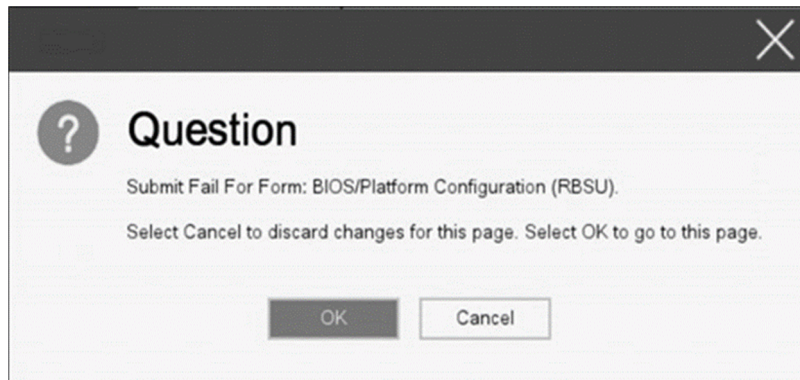 Question
Submit Fail For Form: BIOS/Platform Configuration (RBSU).
Select Cancel to discard changes for this page. Select OK to go to this page.
OK
Cancel